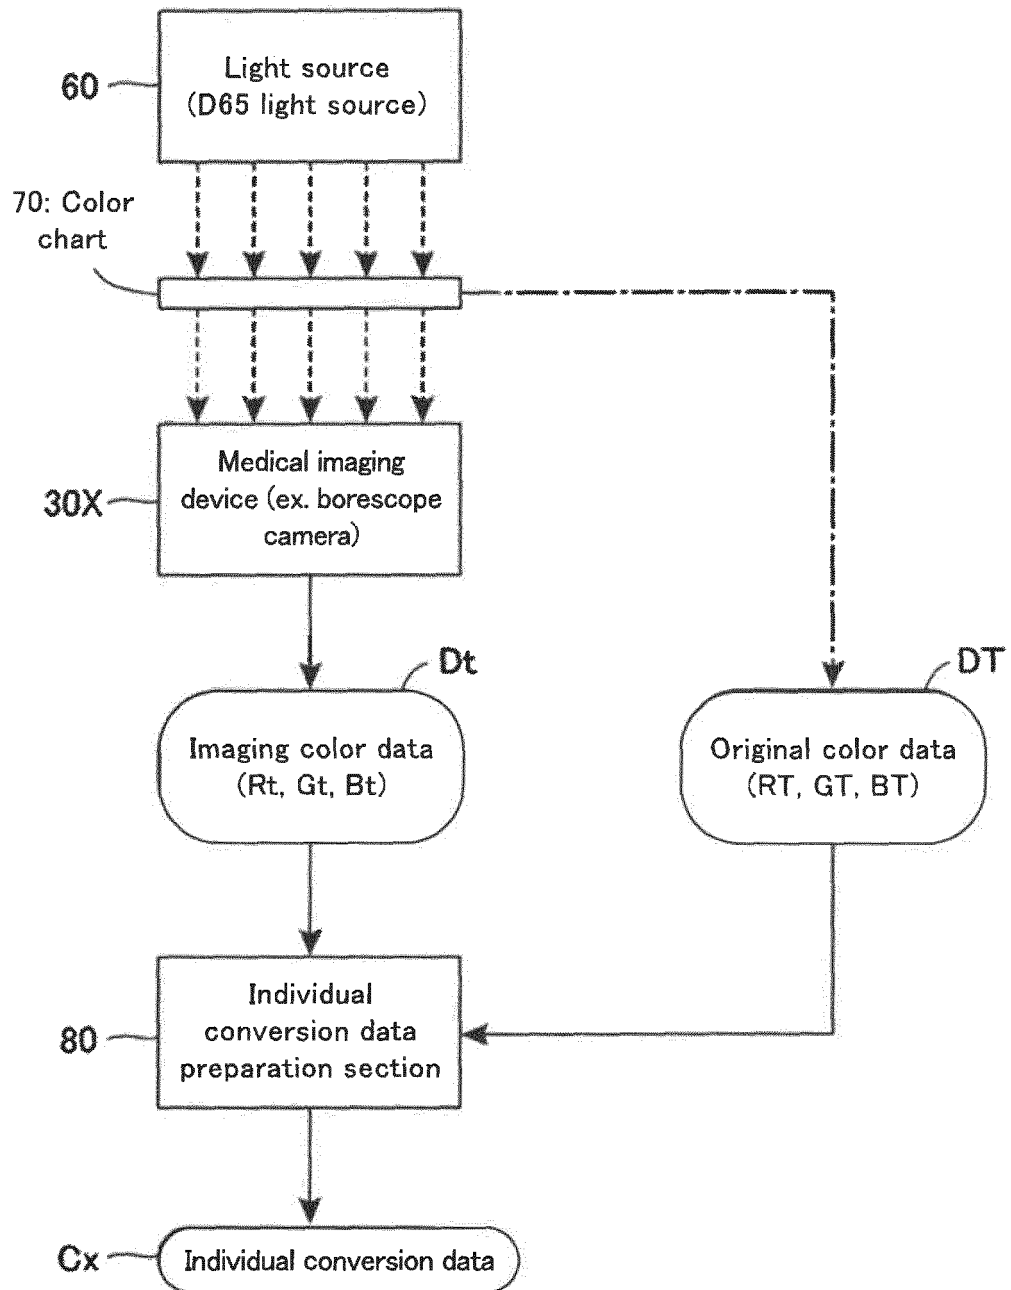 60
Light source
(D65 light source)
70: Color
chart
30X
Medical imaging
device (ex. borescope
camera)
Dt
DT
Imaging color data
(Rt, Gt, Bt)
Original color data
(RT, GT, BT)
80
Individual
conversion data
preparation section
Cx
Individual conversion data